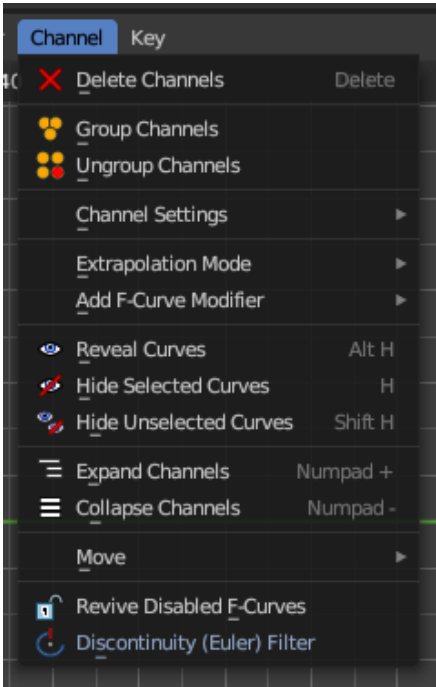 Channel Key
40
Delete Channels Delete
Group Channels
Ungroup Channels
Channel Settings
Extrapolation Mode
Add F-Curve Modifier
Reveal Curves Alt H
Hide Selected Curves H
Hide Unselected Curves Shift H
Expand Channels Numpad +
Collapse Channels Numpad -
Move
Revive Disabled F-Curves
Discontinuity (Euler) Filter